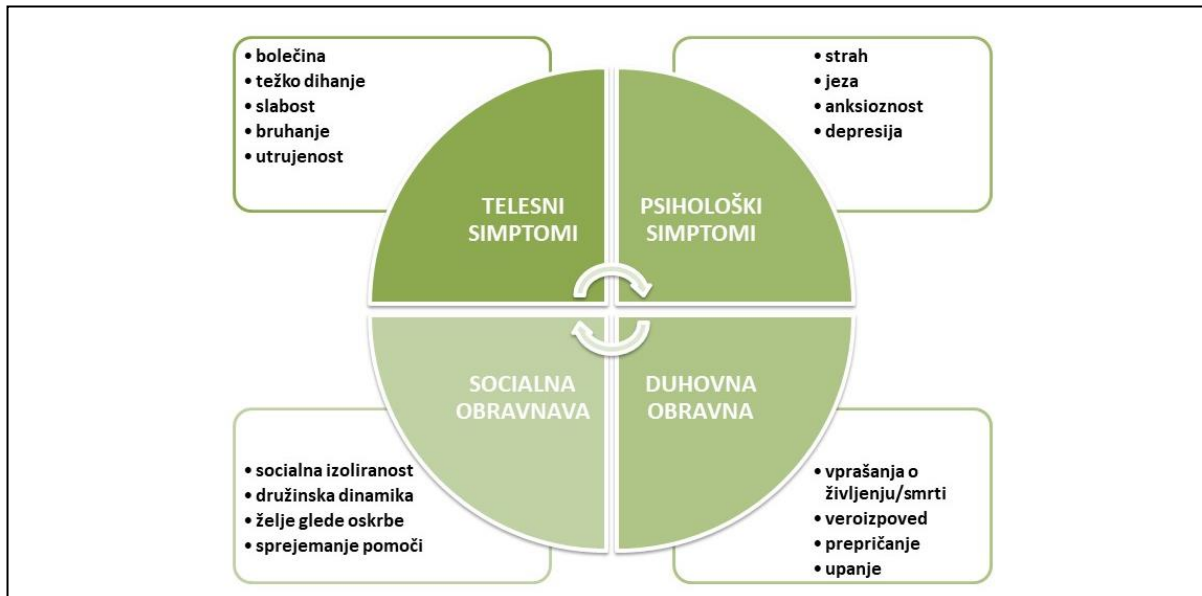 • bolečina
• težko dihanje
• slabost
• bruhanje
• utrujenost
• strah
• jeza
• anksioznost
• depresija
TELESNI
SIMPTOMI
PSIHOLOŠKI
SIMPTOMI
SOCIALNA
OBRAVNAVA
DUHOVNA
OBRAVNA
• socialna izoliranost
• družinska dinamika
• želje glede oskrbe
• sprejemanje pomoči
• vprašanja o
življenju/smrti
• veroizpoved
• prepričanje
• upanje